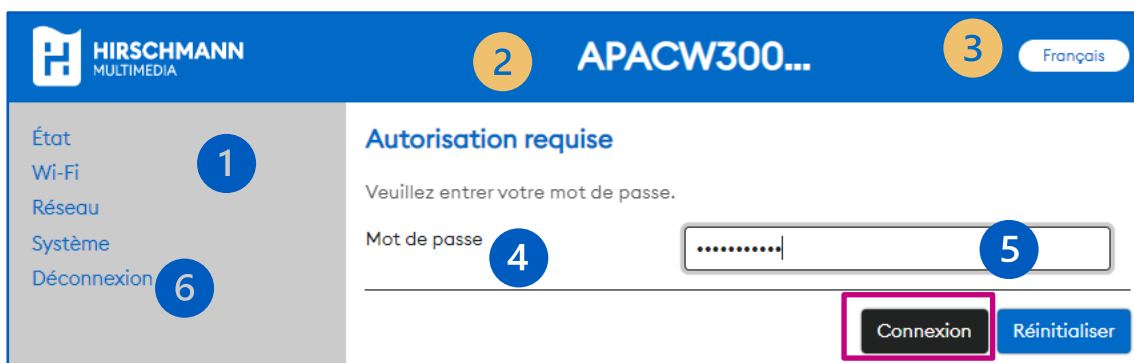 HIRSCHMANN
MULTIMEDIA
2
APACW300...
3
Français
État
Wi-Fi
Réseau
Système
Déconnexion
1
6
Autorisation requise
Veuillez entrer votre mot de passe.
Mot de passe
4
•••••••••••
5
Connexion
Réinitialiser